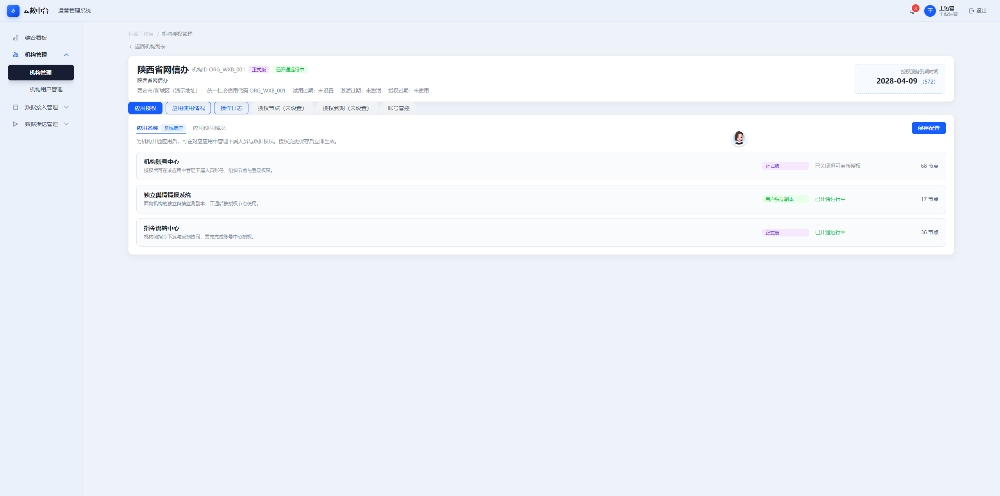 云数中台 运营管理系统
3
王 王运营
平台运营
退出
综合看板
机构管理
机构管理
机构用户管理
数据接入管理
数据推送管理
运营工作台 / 机构授权管理
返回机构列表
陕西省网信办 机构ID ORG_WXB_001 正式版 已开通运行中
陕西省网信办
西安市/新城区（演示地址） 统一社会信用代码 ORG_WXB_001 试用过期：未设置 激活过期：未激活 授权过期：未使用
授权服务到期时间
2028-04-09 （572）
应用授权 应用使用情况 操作日志 授权节点（未设置） 授权到期（未设置） 账号管控
应用名称 系统底座 应用使用情况
保存配置
为机构开通应用后，可在对应应用中管理下属人员与数据权限。授权变更保存后立即生效。
机构账号中心
授权后可在该应用中管理下属人员账号、组织节点与登录权限。
正式版 已关闭但可重新授权 68 节点
独立舆情情报系统
面向机构的独立舆情监测副本，开通后按授权节点使用。
用户独立副本 已开通运行中 17 节点
指令流转中心
机构侧指令下发与反馈协同，需先完成账号中心授权。
正式版 已开通运行中 36 节点